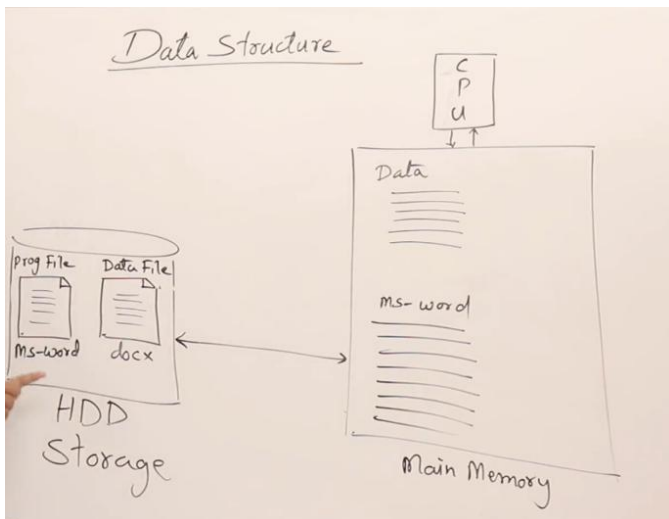 Data Structure
C
P
U
Data
ms-word
Main Memory
Prog File
Data File
Ms-word
docx
HDD
Storage